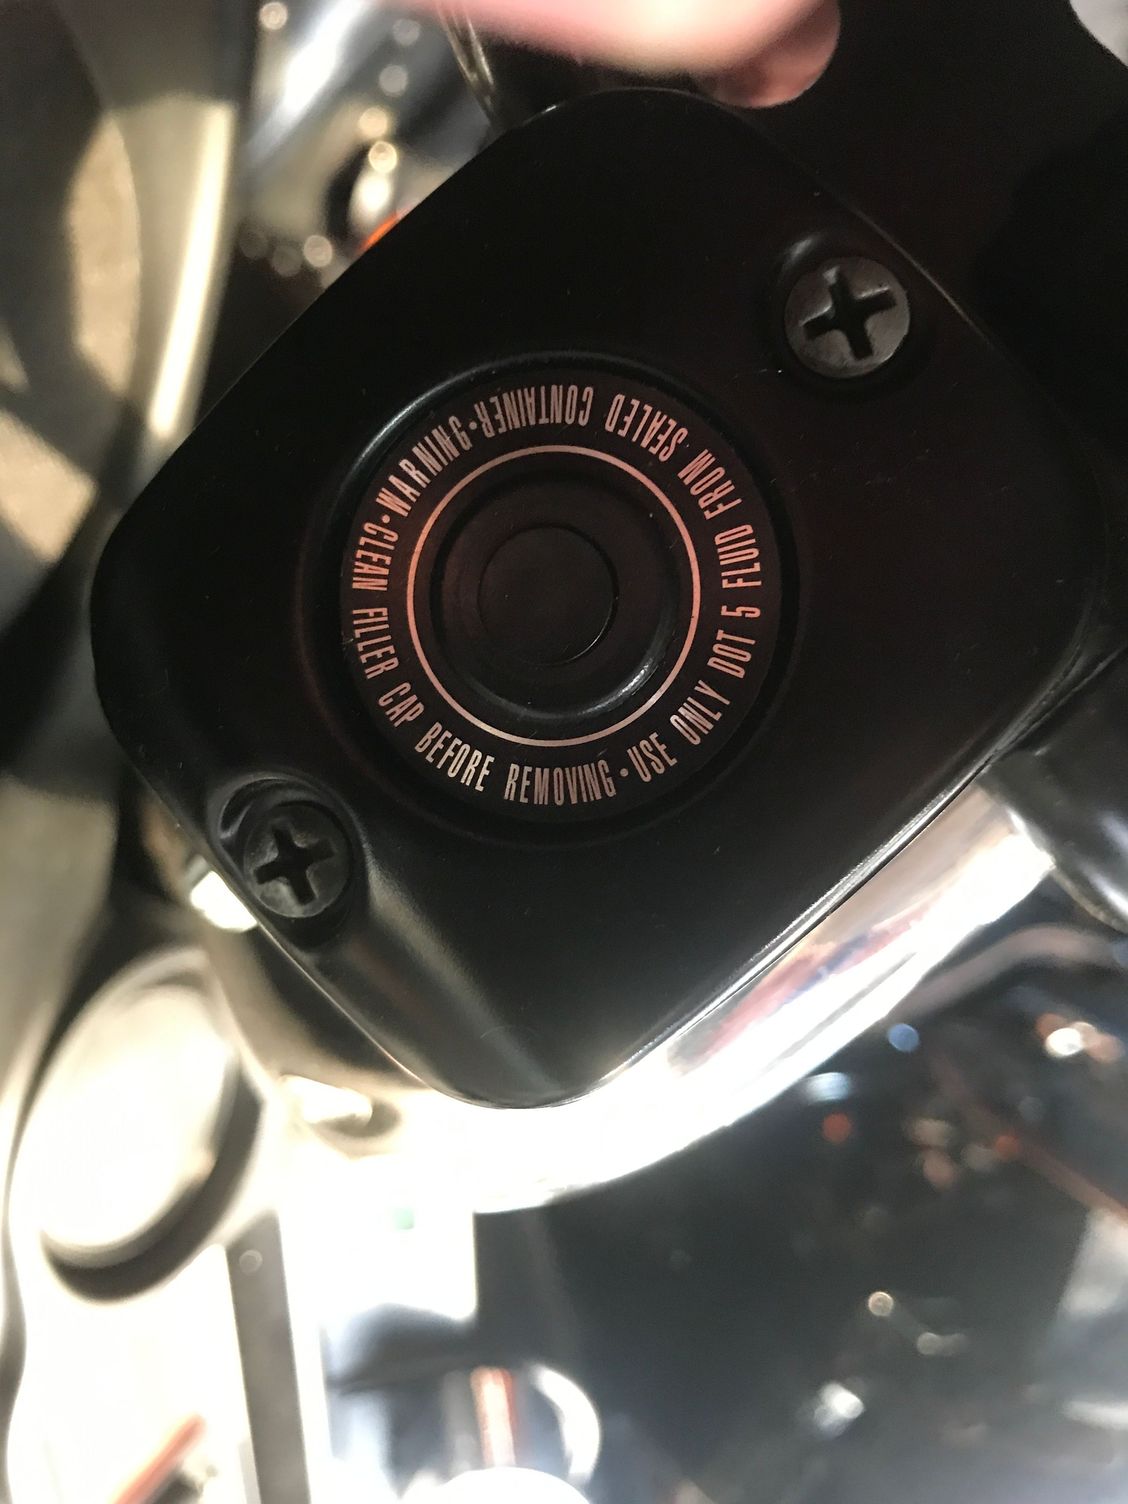 WARNING•CLEAN FILLER CAP BEFORE REMOVING•USE ONLY DOT 5 FLUID FROM SEALED CONTAINER•